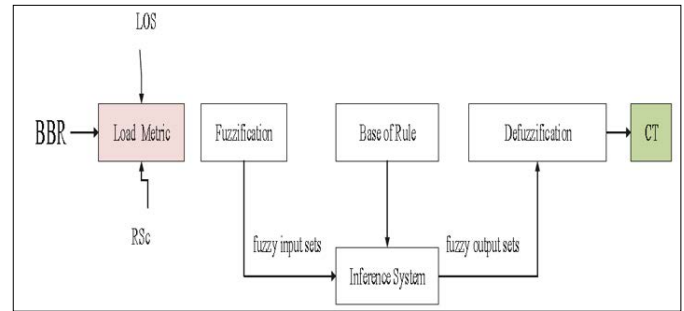 LOS
BBR
Load Metric
Fuzzification
Base of Rule
Defuzzification
CT
RSc
fuzzy input sets
fuzzy output sets
Inference System